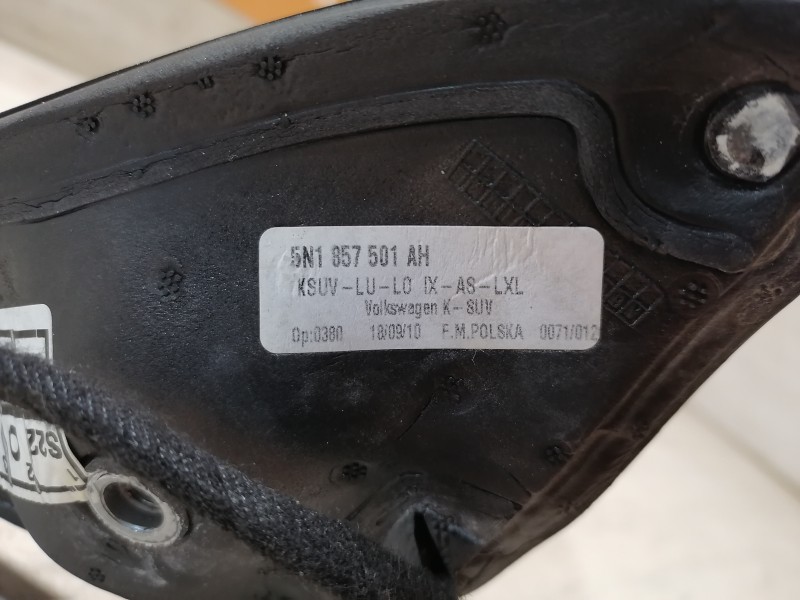 5N1 857 501 AH
KSUV-LU-LO IX-AS-LXL
Volkswagen K-SUV
Op:0380 18/09/10 F.M.POLSKA 0071/012
S22 O